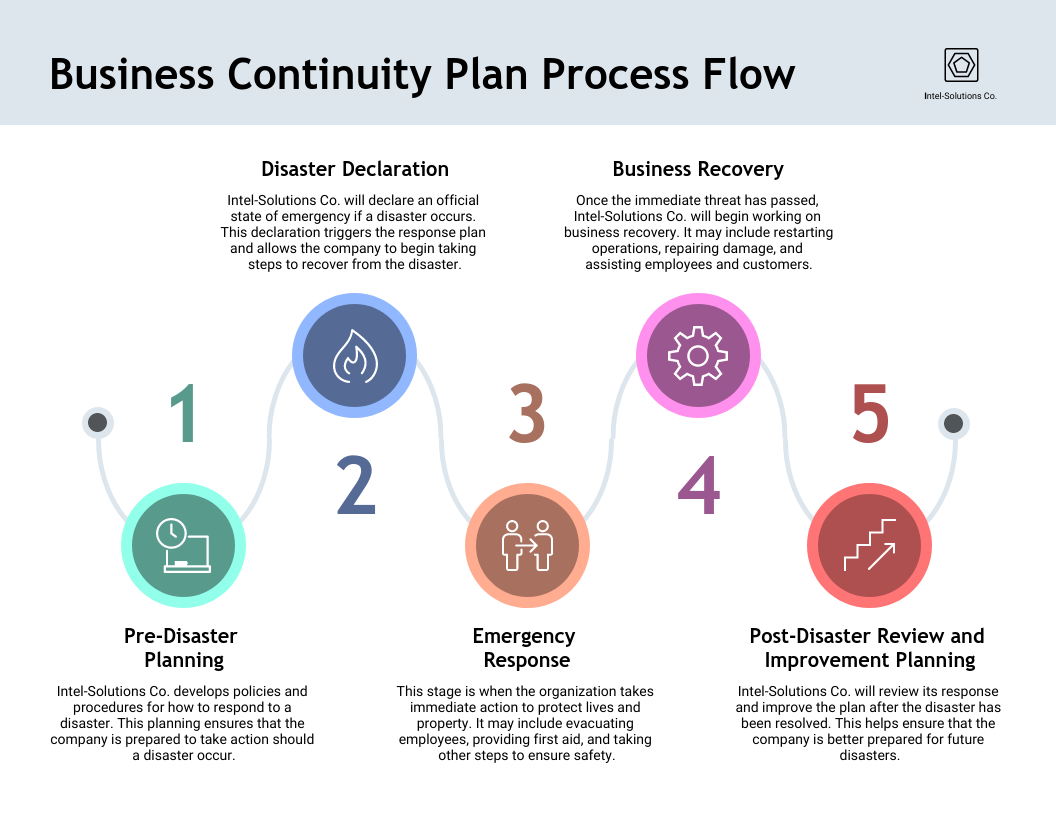 Business Continuity Plan Process Flow
Intel-Solutions Co.
Disaster Declaration
Intel-Solutions Co. will declare an official
state of emergency if a disaster occurs.
This declaration triggers the response plan
and allows the company to begin taking
steps to recover from the disaster.
Business Recovery
Once the immediate threat has passed,
Intel-Solutions Co. will begin working on
business recovery. It may include restarting
operations, repairing damage, and
assisting employees and customers.
1
2
3
4
5
Pre-Disaster
Planning
Intel-Solutions Co. develops policies and
procedures for how to respond to a
disaster. This planning ensures that the
company is prepared to take action should
a disaster occur.
Emergency
Response
This stage is when the organization takes
immediate action to protect lives and
property. It may include evacuating
employees, providing first aid, and taking
other steps to ensure safety.
Post-Disaster Review and
Improvement Planning
Intel-Solutions Co. will review its response
and improve the plan after the disaster has
been resolved. This helps ensure that the
company is better prepared for future
disasters.